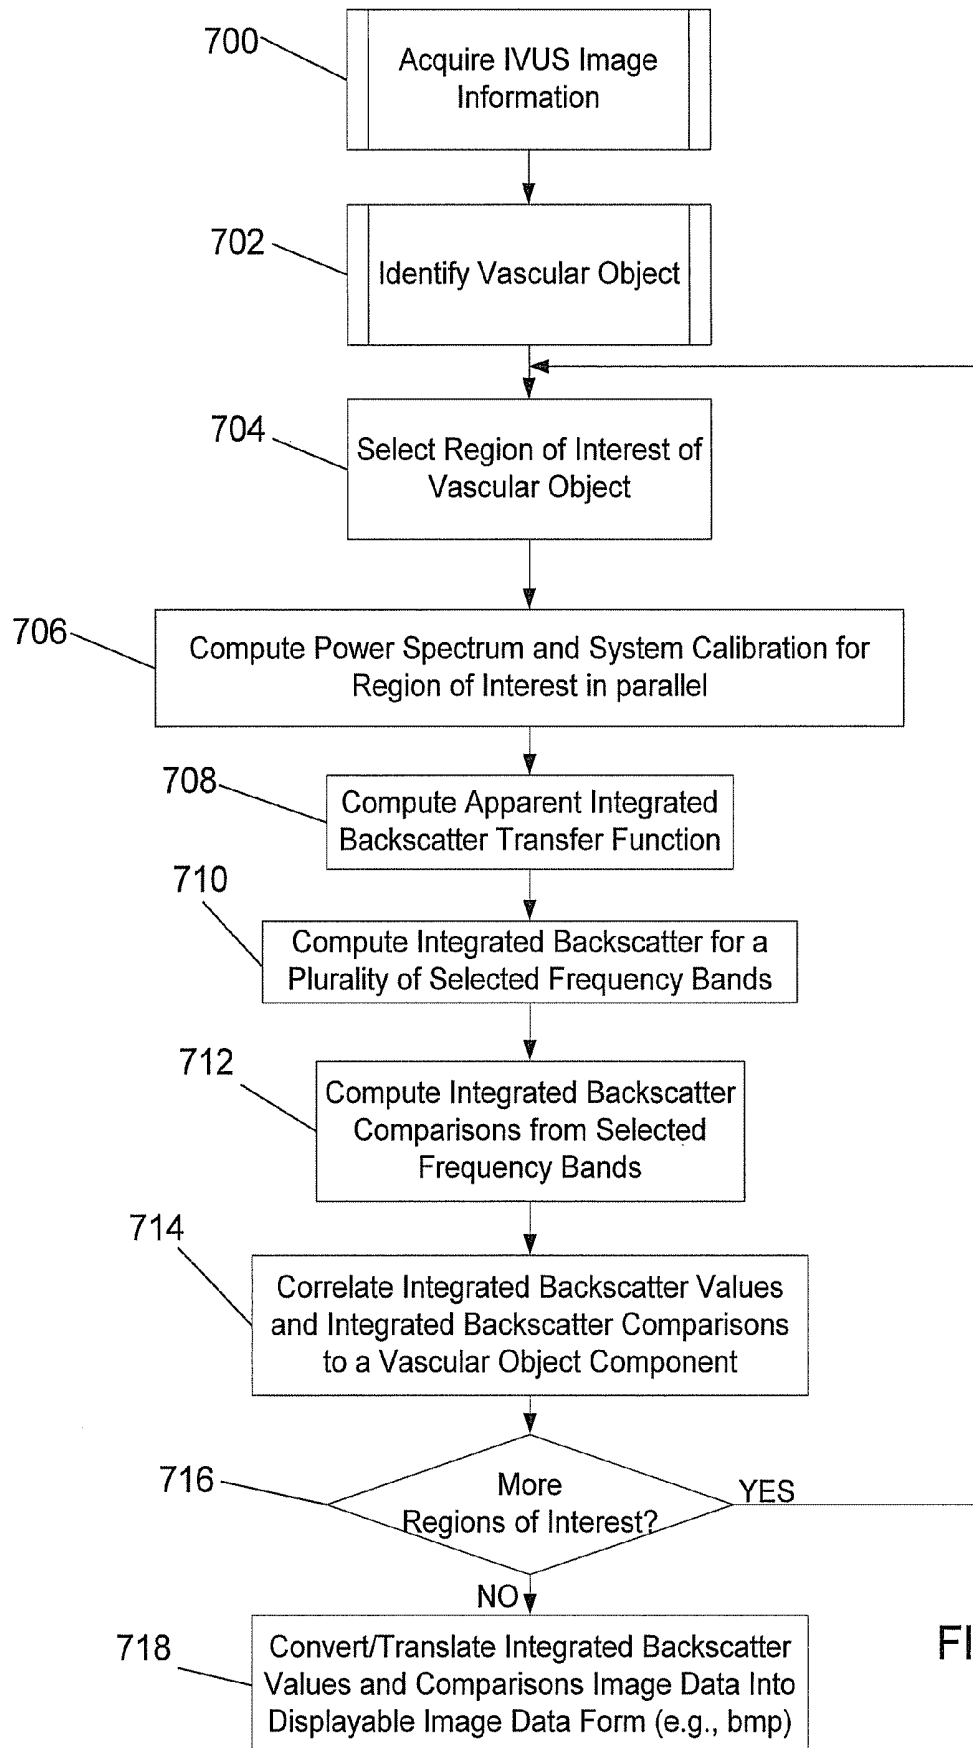 700
Acquire IVUS Image
Information
702
Identify Vascular Object
704
Select Region of Interest of
Vascular Object
706
Compute Power Spectrum and System Calibration for
Region of Interest in parallel
708
Compute Apparent Integrated
Backscatter Transfer Function
710
Compute Integrated Backscatter for a
Plurality of Selected Frequency Bands
712
Compute Integrated Backscatter
Comparisons from Selected
Frequency Bands
714
Correlate Integrated Backscatter Values
and Integrated Backscatter Comparisons
to a Vascular Object Component
716
More
Regions of Interest?
YES
NO
718
Convert/Translate Integrated Backscatter
Values and Comparisons Image Data Into
Displayable Image Data Form (e.g., bmp)
FI